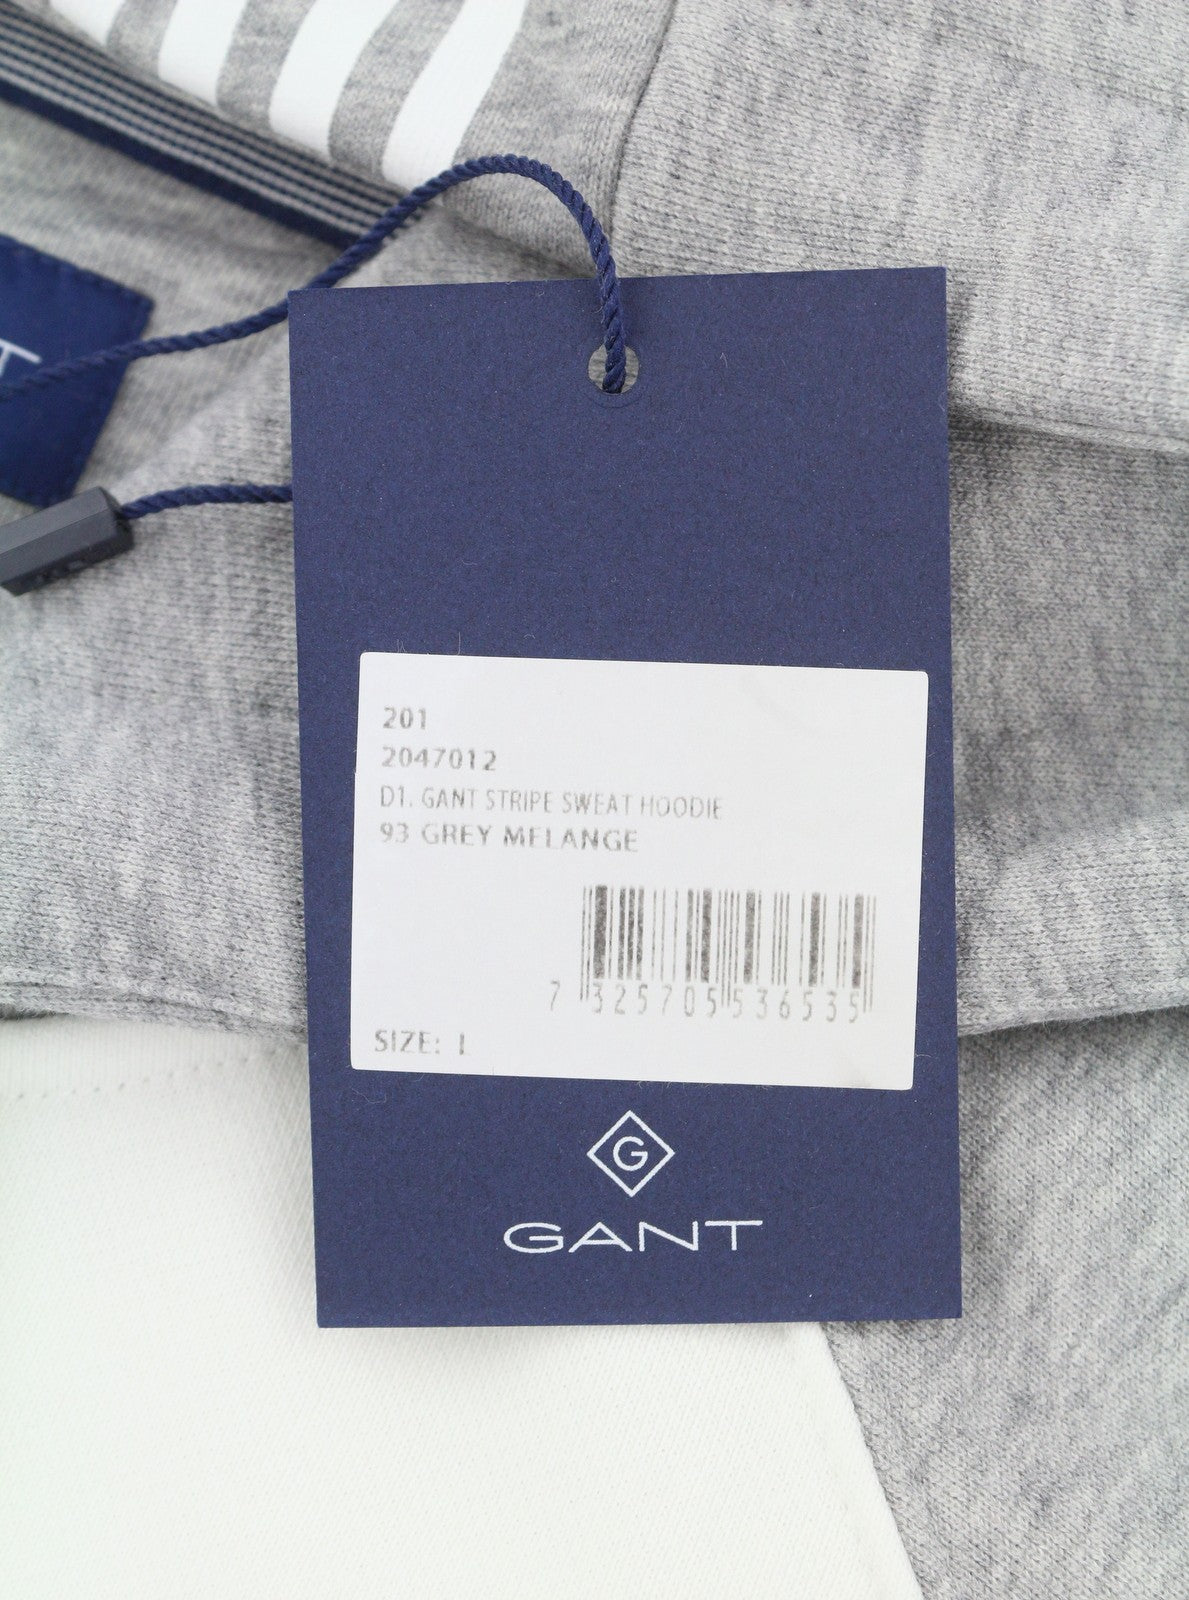 201
2047012
D1. GANT STRIPE SWEAT HOODIE
93 GREY MELANGE
7 325705 536535
SIZE: L
G
GANT
T